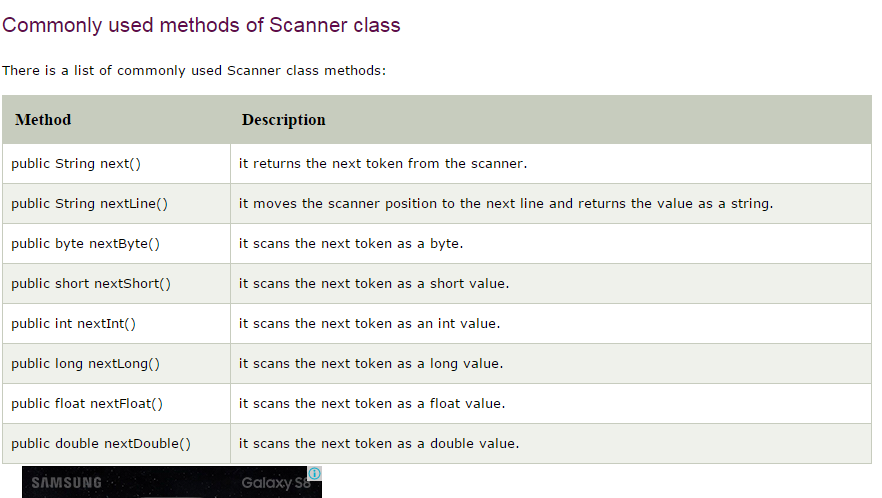 Commonly used methods of Scanner class
There is a list of commonly used Scanner class methods:
Method Description
public String next() it returns the next token from the scanner.
public String nextLine() it moves the scanner position to the next line and returns the value as a string.
public byte nextByte() it scans the next token as a byte.
public short nextShort() it scans the next token as a short value.
public int nextInt() it scans the next token as an int value.
public long nextLong() it scans the next token as a long value.
public float nextFloat() it scans the next token as a float value.
public double nextDouble() it scans the next token as a double value.
SAMSUNG Galaxy S8